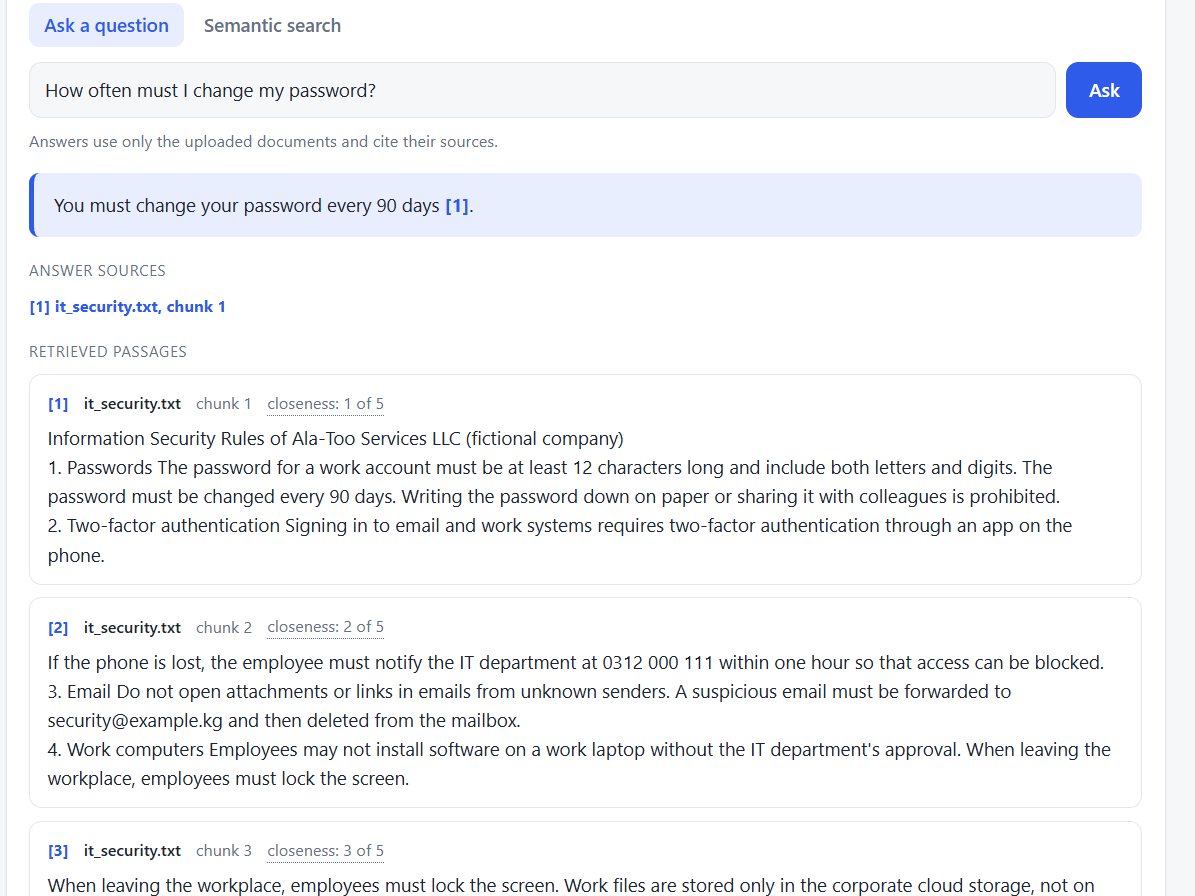 Ask a question
Semantic search
How often must I change my password?
Ask
Answers use only the uploaded documents and cite their sources.
You must change your password every 90 days [1].
ANSWER SOURCES
[1] it_security.txt, chunk 1
RETRIEVED PASSAGES
[1] it_security.txt chunk 1 closeness: 1 of 5
Information Security Rules of Ala-Too Services LLC (fictional company)
1. Passwords The password for a work account must be at least 12 characters long and include both letters and digits. The
password must be changed every 90 days. Writing the password down on paper or sharing it with colleagues is prohibited.
2. Two-factor authentication Signing in to email and work systems requires two-factor authentication through an app on the
phone.
[2] it_security.txt chunk 2 closeness: 2 of 5
If the phone is lost, the employee must notify the IT department at 0312 000 111 within one hour so that access can be blocked.
3. Email Do not open attachments or links in emails from unknown senders. A suspicious email must be forwarded to
security@example.kg and then deleted from the mailbox.
4. Work computers Employees may not install software on a work laptop without the IT department's approval. When leaving the
workplace, employees must lock the screen.
[3] it_security.txt chunk 3 closeness: 3 of 5
When leaving the workplace, employees must lock the screen. Work files are stored only in the corporate cloud storage, not on